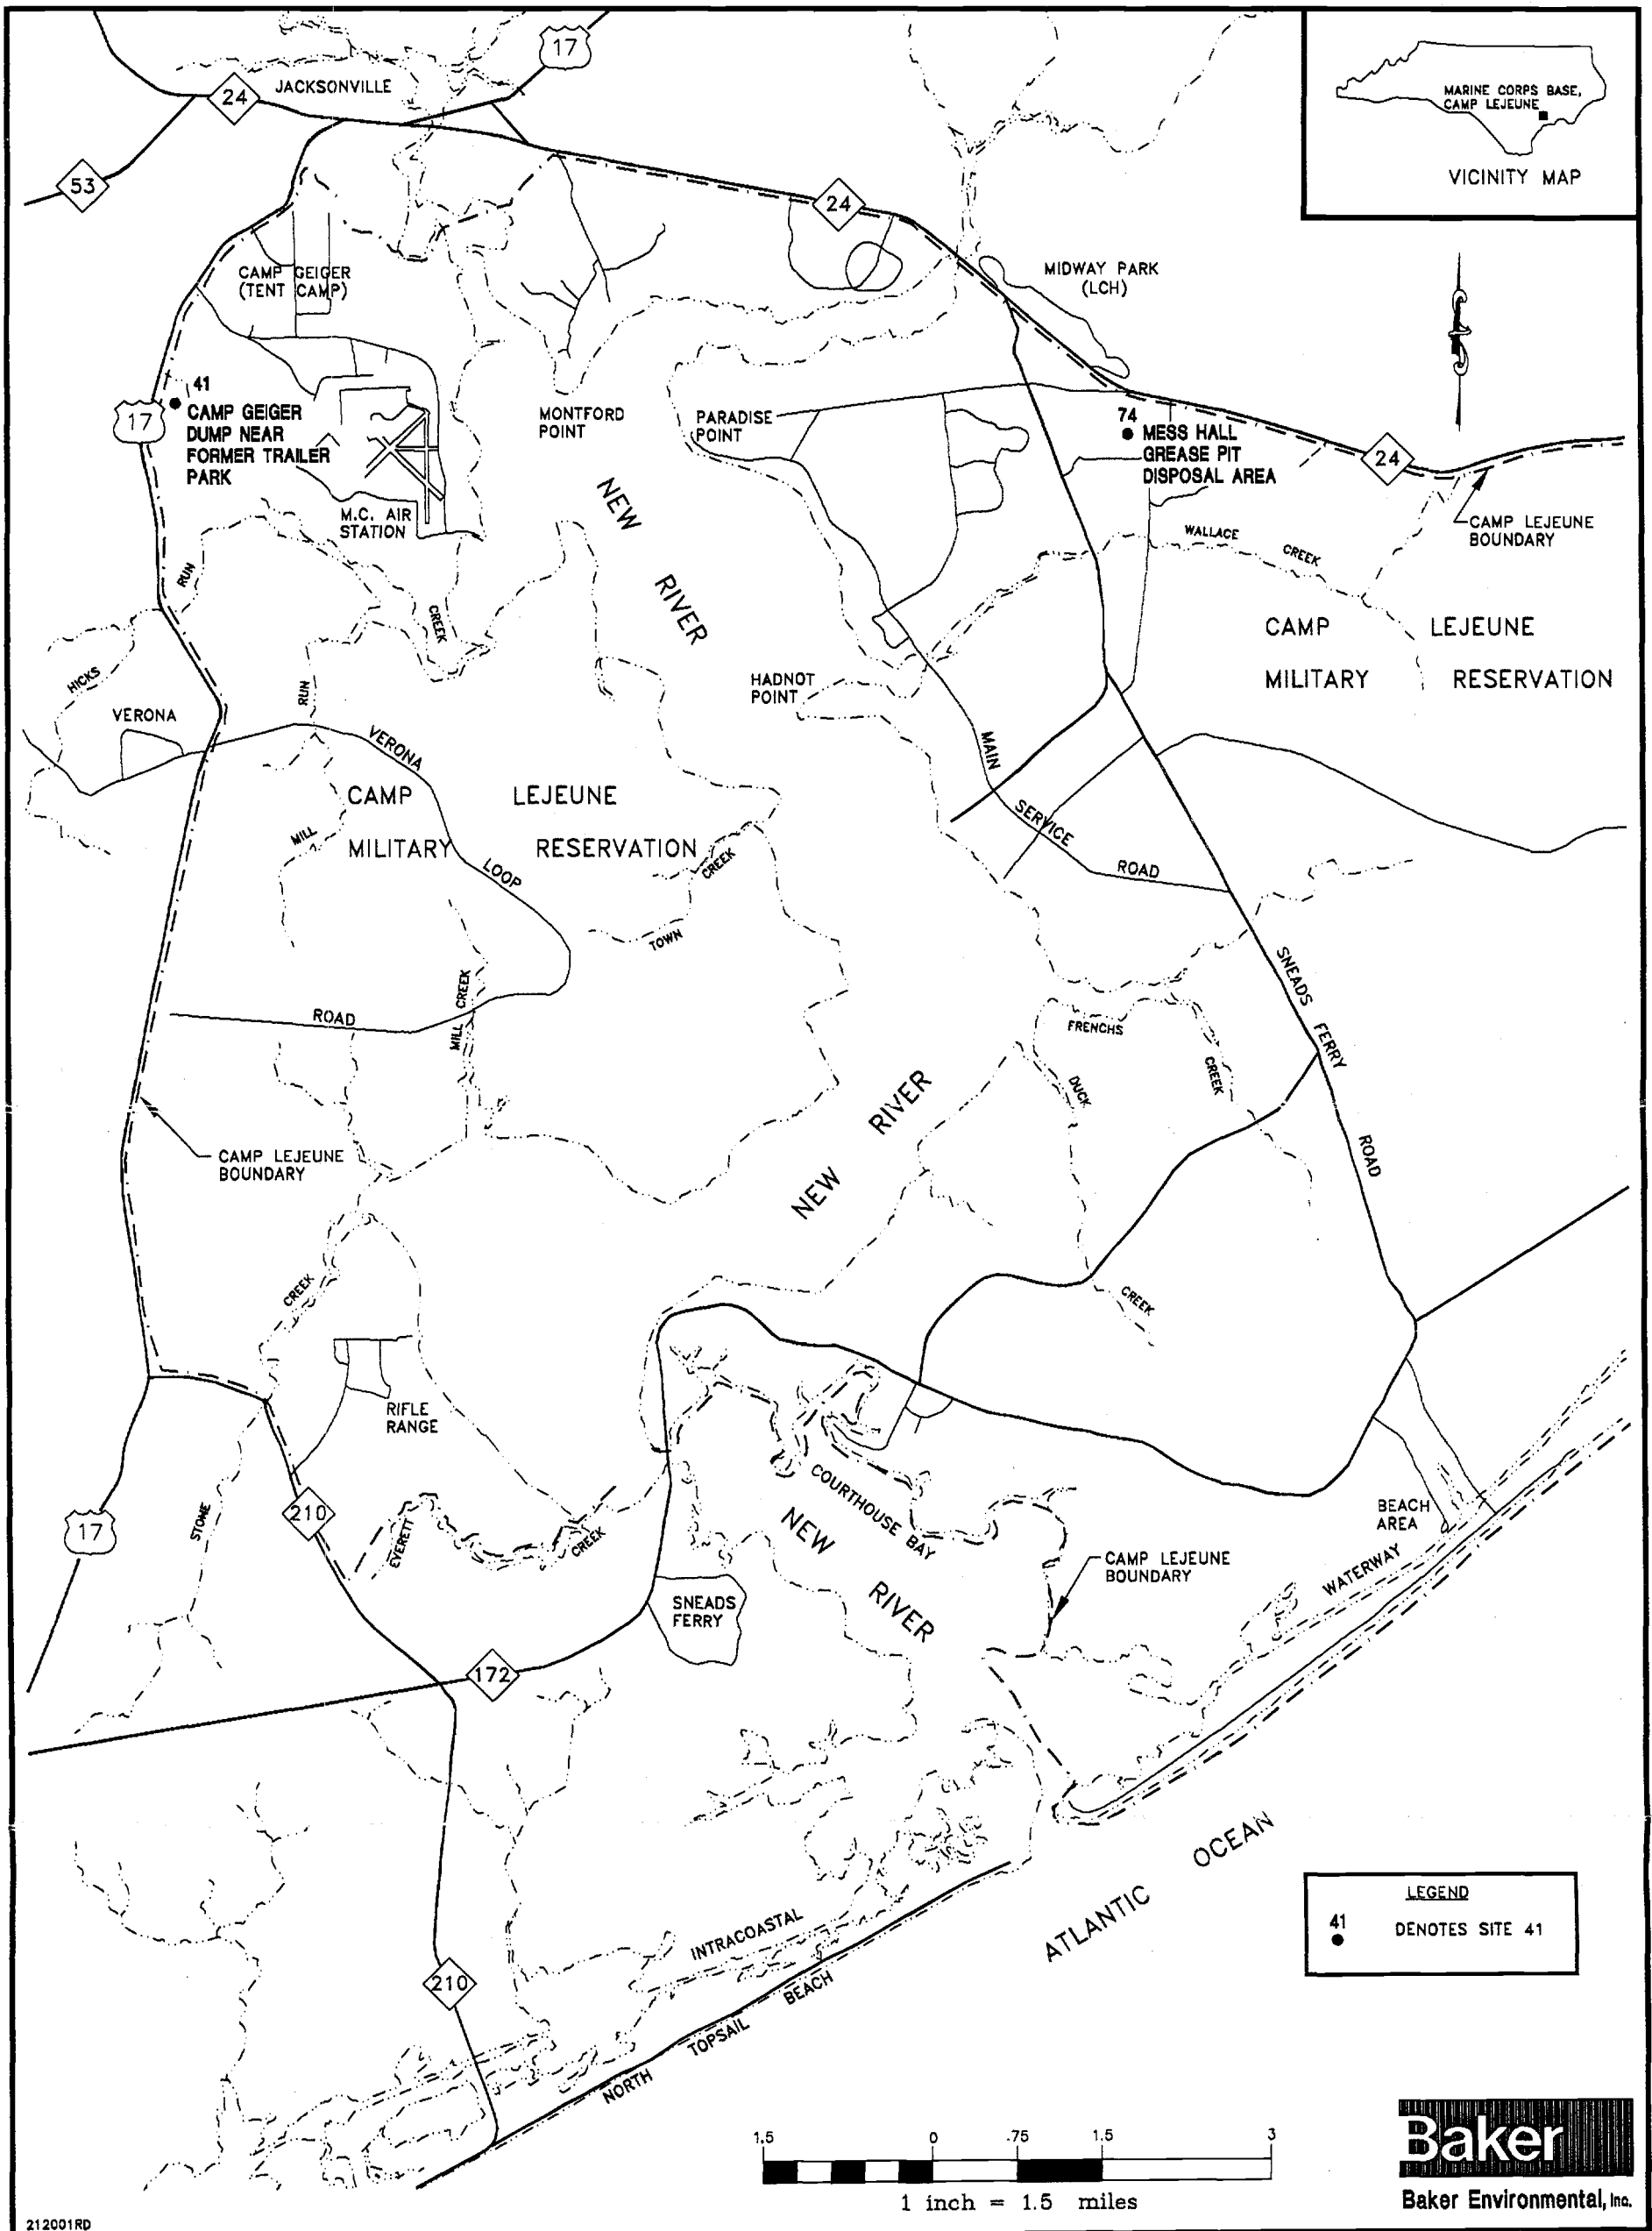 17
JACKSONVILLE
24
53
MARINE CORPS BASE,
CAMP LEJEUNE
VICINITY MAP
24
CAMP GEIGER
(TENT CAMP)
MIDWAY PARK
(LCH)
41
CAMP GEIGER
DUMP NEAR
FORMER TRAILER
PARK
17
MONTFORD
POINT
PARADISE
POINT
74
MESS HALL
GREASE PIT
DISPOSAL AREA
24
M.C. AIR
STATION
NEW
RIVER
CAMP LEJEUNE
BOUNDARY
WALLACE
CREEK
RUN
CREEK
HICKS
RUN
CAMP LEJEUNE
MILITARY RESERVATION
HADNOT
POINT
VERONA
VERONA
MAIN
CAMP LEJEUNE
MILITARY RESERVATION
MILL
LOOP
CREEK
TOWN
SERVICE
ROAD
SNEADS
FERRY
ROAD
ROAD
MILL CREEK
FRENCHS
CREEK
DUCK
CREEK
NEW
RIVER
CAMP LEJEUNE
BOUNDARY
CREEK
STONE
RIFLE
RANGE
210
17
EVERETT
CREEK
COURTHOUSE BAY
NEW
RIVER
CAMP LEJEUNE
BOUNDARY
BEACH
AREA
WATERWAY
SNEADS
FERRY
172
ATLANTIC OCEAN
INTRACOASTAL
210
NORTH TOPSAIL BEACH
LEGEND
41
DENOTES SITE 41
1.5 0 .75 1.5 3
1 inch = 1.5 miles
Baker
Baker Environmental, Inc.
212001RD